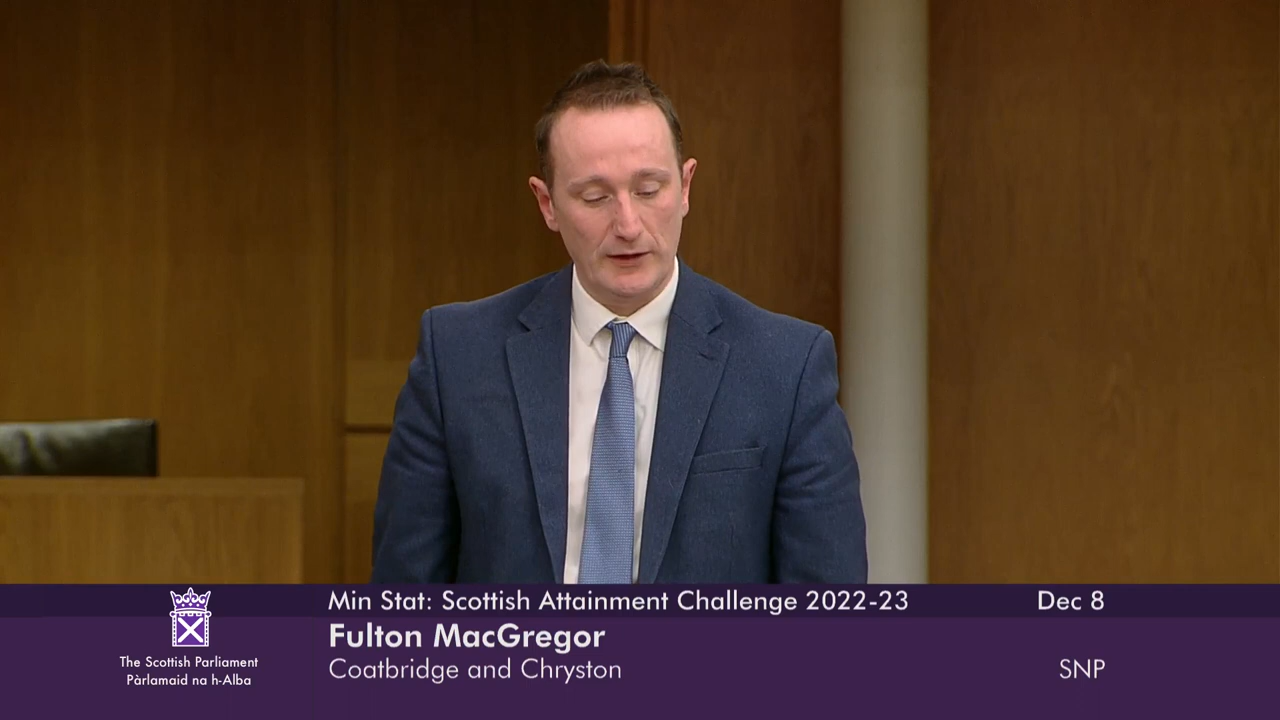 Min Stat: Scottish Attainment Challenge 2022-23 Dec 8
Fulton MacGregor
Coatbridge and Chryston SNP
The Scottish Parliament
Pàrlamaid na h-Alba